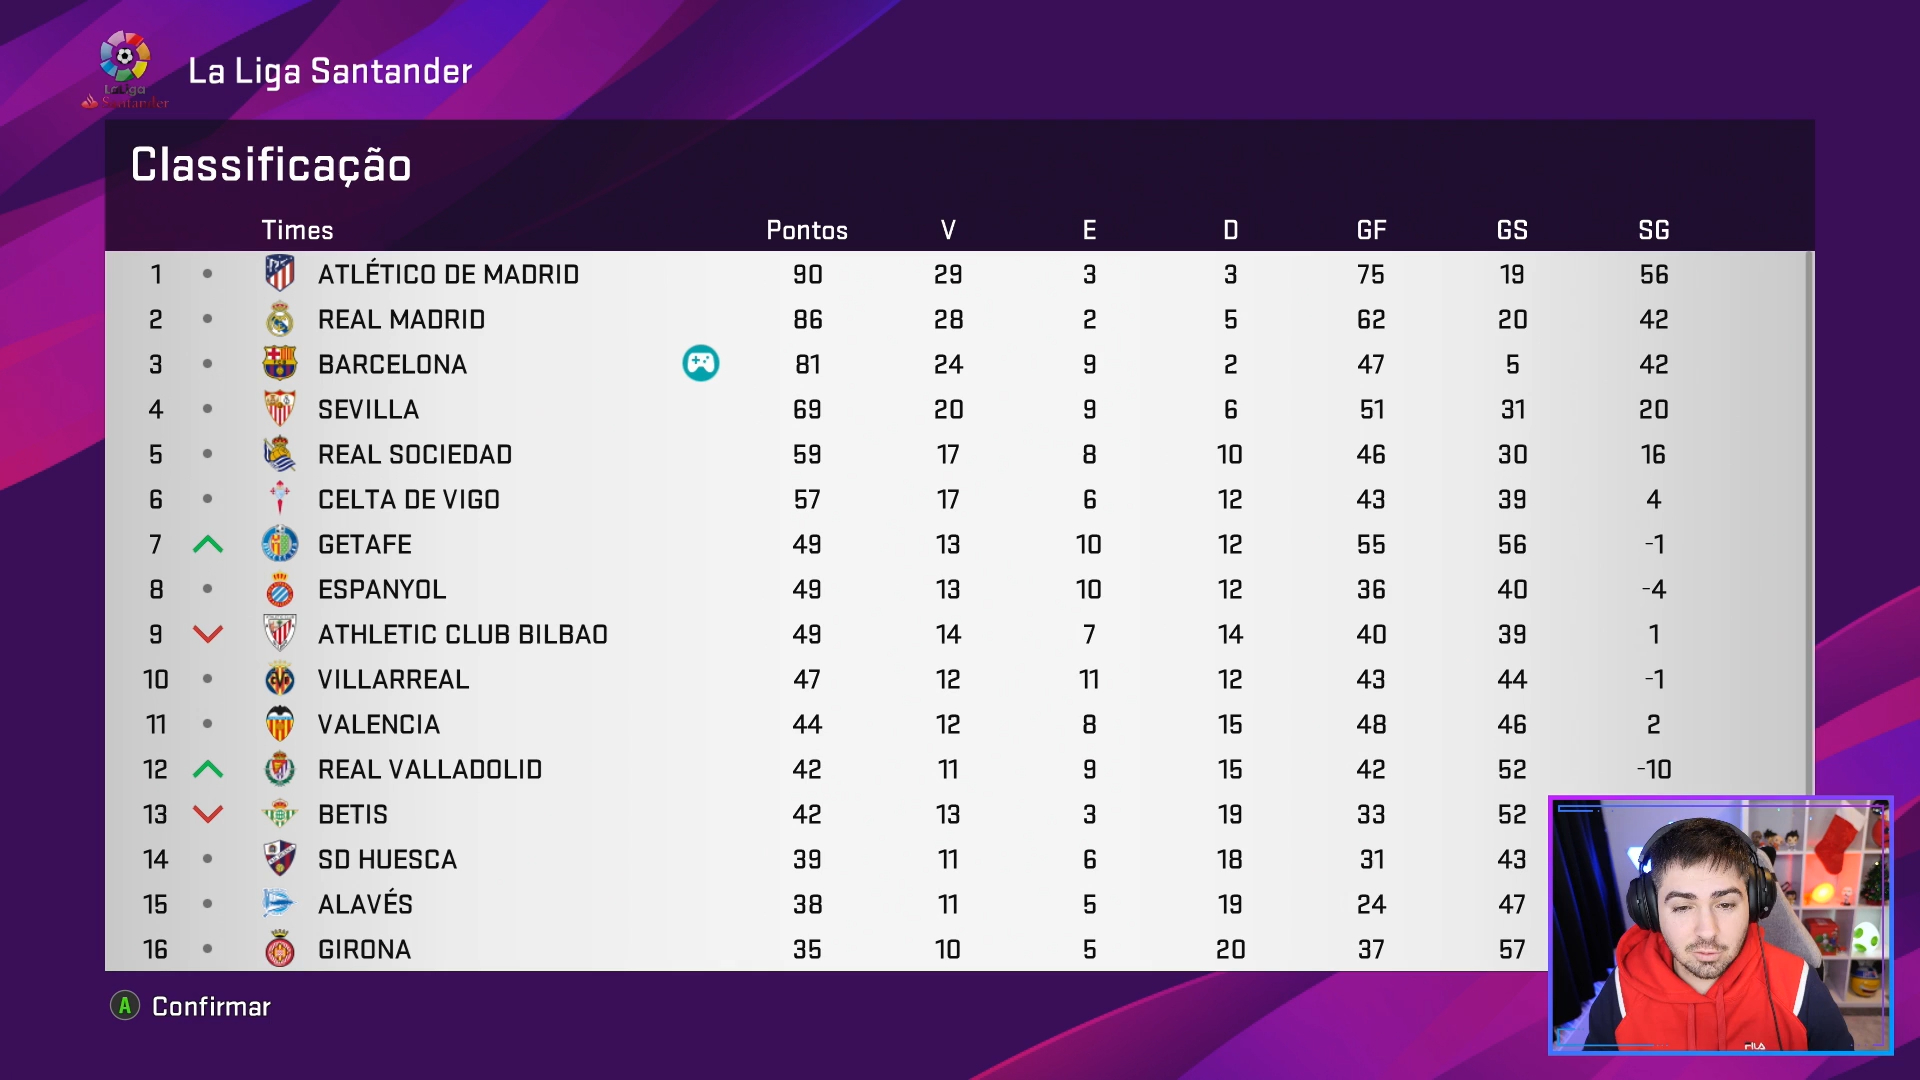 La Liga Santander
LaLiga
Santander
Classificação
Times Pontos V E D GF GS SG
1 ATLÉTICO DE MADRID 90 29 3 3 75 19 56
2 REAL MADRID 86 28 2 5 62 20 42
3 BARCELONA 81 24 9 2 47 5 42
4 SEVILLA 69 20 9 6 51 31 20
5 REAL SOCIEDAD 59 17 8 10 46 30 16
6 CELTA DE VIGO 57 17 6 12 43 39 4
7 GETAFE 49 13 10 12 55 56 -1
8 ESPANYOL 49 13 10 12 36 40 -4
9 ATHLETIC CLUB BILBAO 49 14 7 14 40 39 1
10 VILLARREAL 47 12 11 12 43 44 -1
11 VALENCIA 44 12 8 15 48 46 2
12 REAL VALLADOLID 42 11 9 15 42 52 -10
13 BETIS 42 13 3 19 33 52
14 SD HUESCA 39 11 6 18 31 43
15 ALAVÉS 38 11 5 19 24 47
16 GIRONA 35 10 5 20 37 57
A Confirmar
FILA